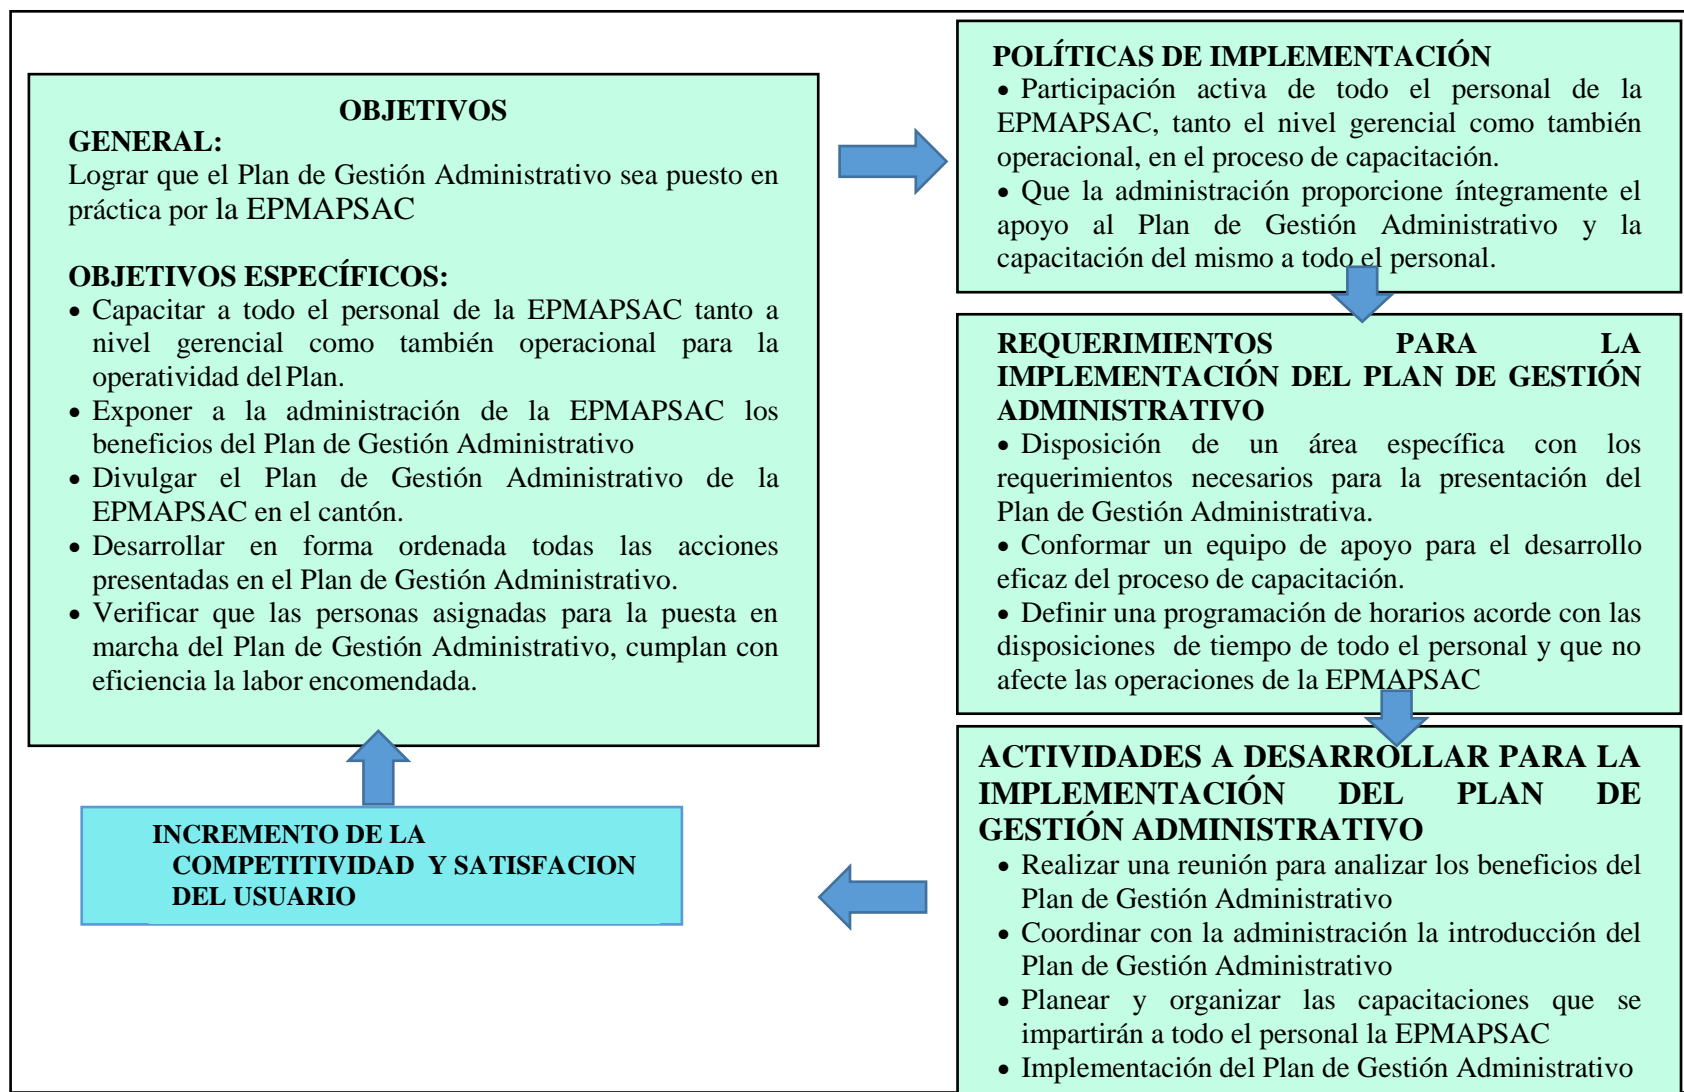 OBJETIVOS
GENERAL:
Lograr que el Plan de Gestión Administrativo sea puesto en
práctica por la EPMAPSAC
OBJETIVOS ESPECÍFICOS:
• Capacitar a todo el personal de la EPMAPSAC tanto a
nivel gerencial como también operacional para la
operatividad del Plan.
• Exponer a la administración de la EPMAPSAC los
beneficios del Plan de Gestión Administrativo
• Divulgar el Plan de Gestión Administrativo de la
EPMAPSAC en el cantón.
• Desarrollar en forma ordenada todas las acciones
presentadas en el Plan de Gestión Administrativo.
• Verificar que las personas asignadas para la puesta en
marcha del Plan de Gestión Administrativo, cumplan con
eficiencia la labor encomendada.
POLÍTICAS DE IMPLEMENTACIÓN
• Participación activa de todo el personal de la
EPMAPSAC, tanto el nivel gerencial como también
operacional, en el proceso de capacitación.
• Que la administración proporcione íntegramente el
apoyo al Plan de Gestión Administrativo y la
capacitación del mismo a todo el personal.
REQUERIMIENTOS PARA LA
IMPLEMENTACIÓN DEL PLAN DE GESTIÓN
ADMINISTRATIVO
• Disposición de un área específica con los
requerimientos necesarios para la presentación del
Plan de Gestión Administrativa.
• Conformar un equipo de apoyo para el desarrollo
eficaz del proceso de capacitación.
• Definir una programación de horarios acorde con las
disposiciones de tiempo de todo el personal y que no
afecte las operaciones de la EPMAPSAC
ACTIVIDADES A DESARROLLAR PARA LA
IMPLEMENTACIÓN DEL PLAN DE
GESTIÓN ADMINISTRATIVO
• Realizar una reunión para analizar los beneficios del
Plan de Gestión Administrativo
• Coordinar con la administración la introducción del
Plan de Gestión Administrativo
• Planear y organizar las capacitaciones que se
impartirán a todo el personal la EPMAPSAC
• Implementación del Plan de Gestión Administrativo
INCREMENTO DE LA
COMPETITIVIDAD Y SATISFACION
DEL USUARIO